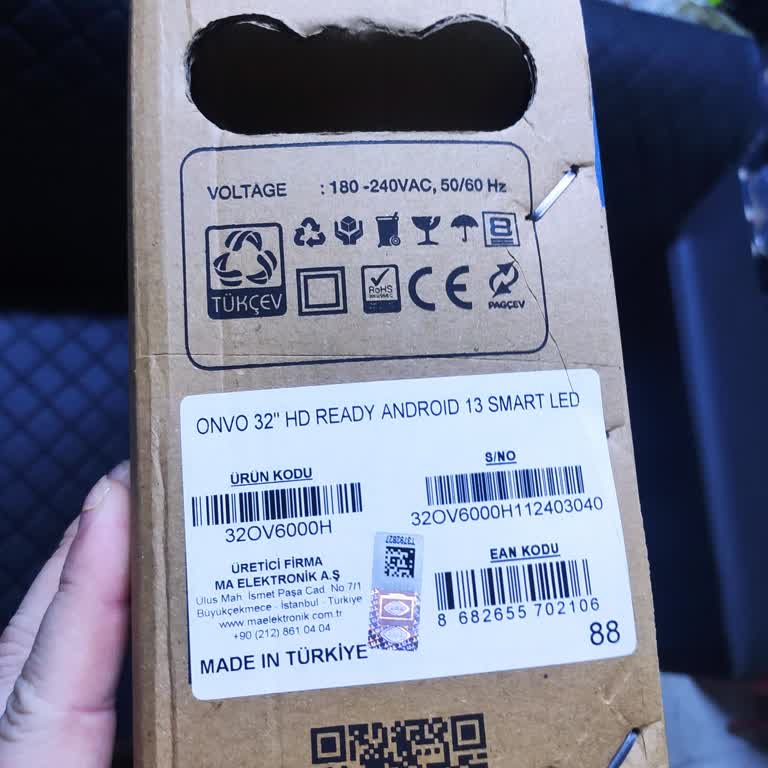 VOLTAGE : 180 -240VAC, 50/60 Hz
8
TÜKÇEV
RoHS
CE
PAGÇEV
ONVO 32" HD READY ANDROID 13 SMART LED
ÜRÜN KODU
32OV6000H
S/NO
32OV6000H112403040
ÜRETİCİ FİRMA
MA ELEKTRONİK A.Ş
Ulus Mah. İsmet Paşa Cad. No 7/1
Büyükçekmece - İstanbul - Türkiye
www.maelektronik.com.tr
+90 (212) 861 04 04
EAN KODU
8 682655 702106
MADE IN TÜRKİYE
88